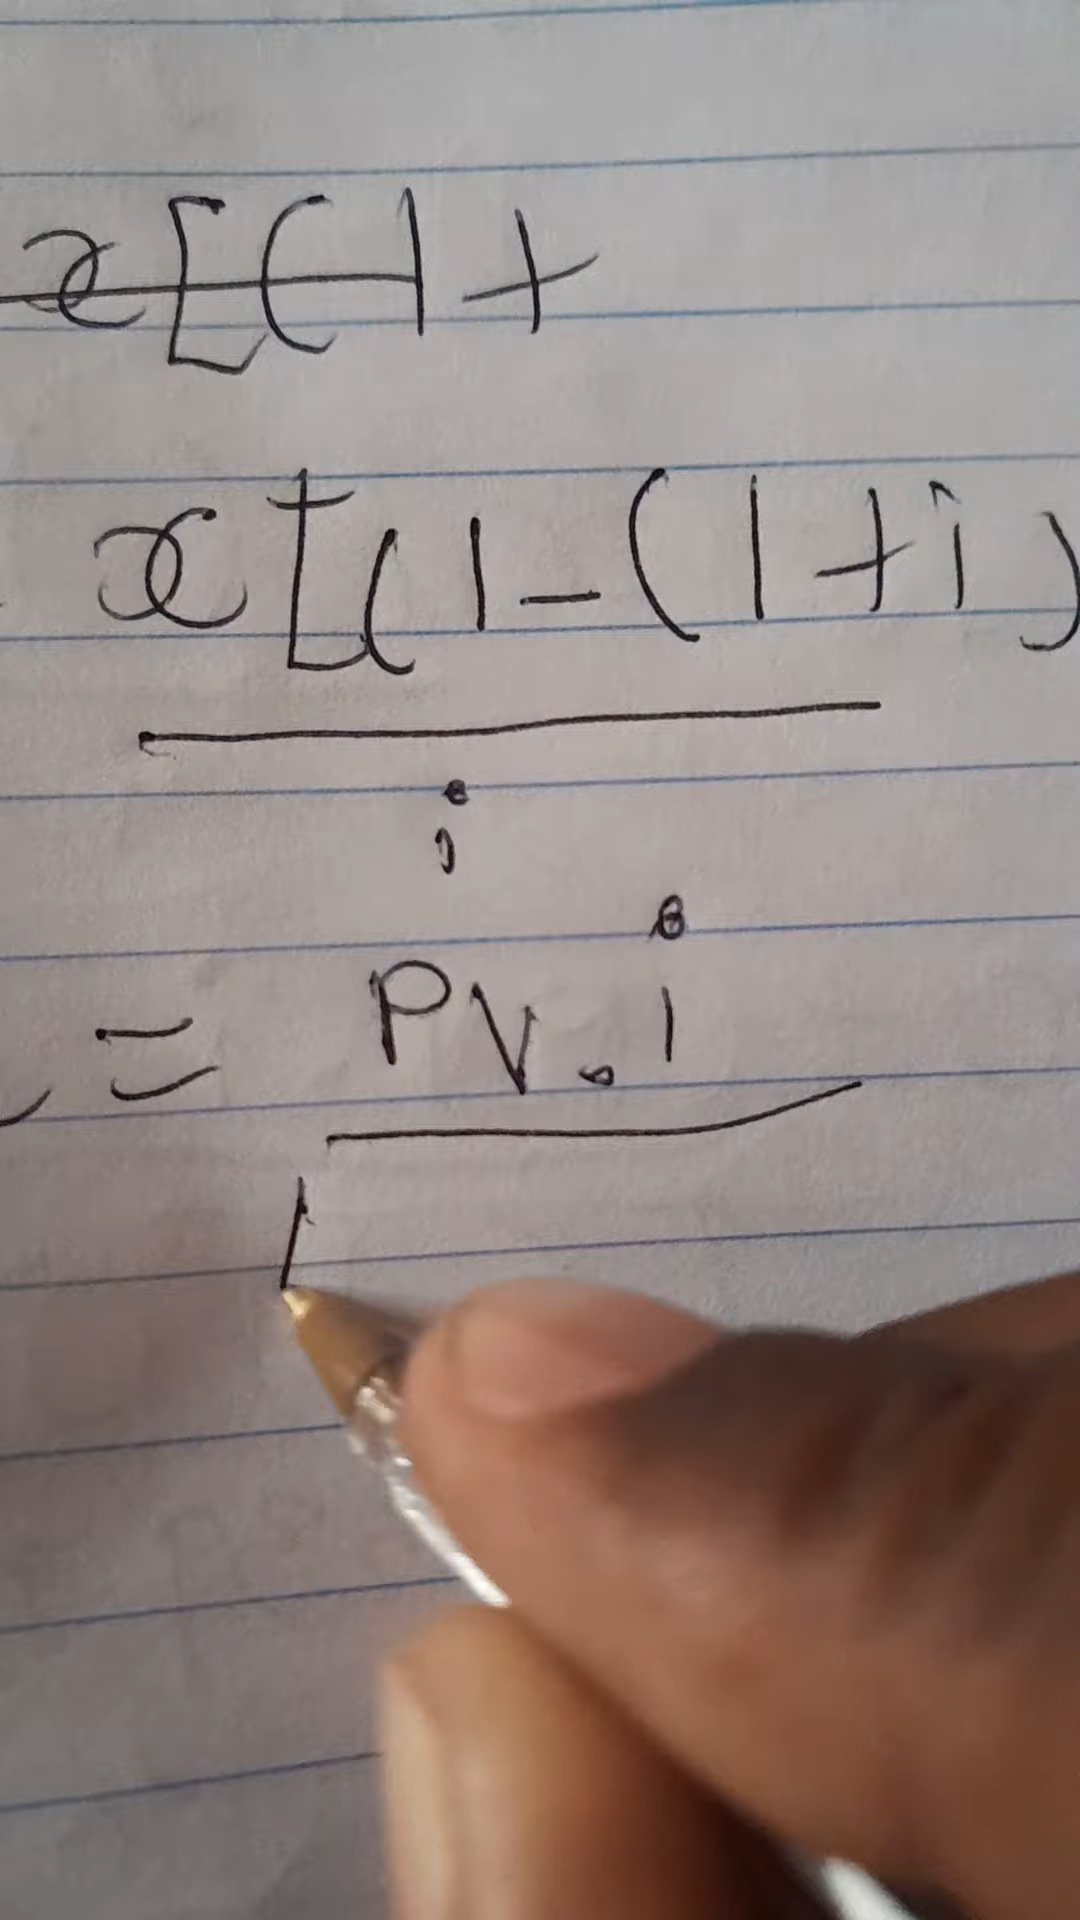 x[(1+
x[(1-(1+i)
i
= PV.i